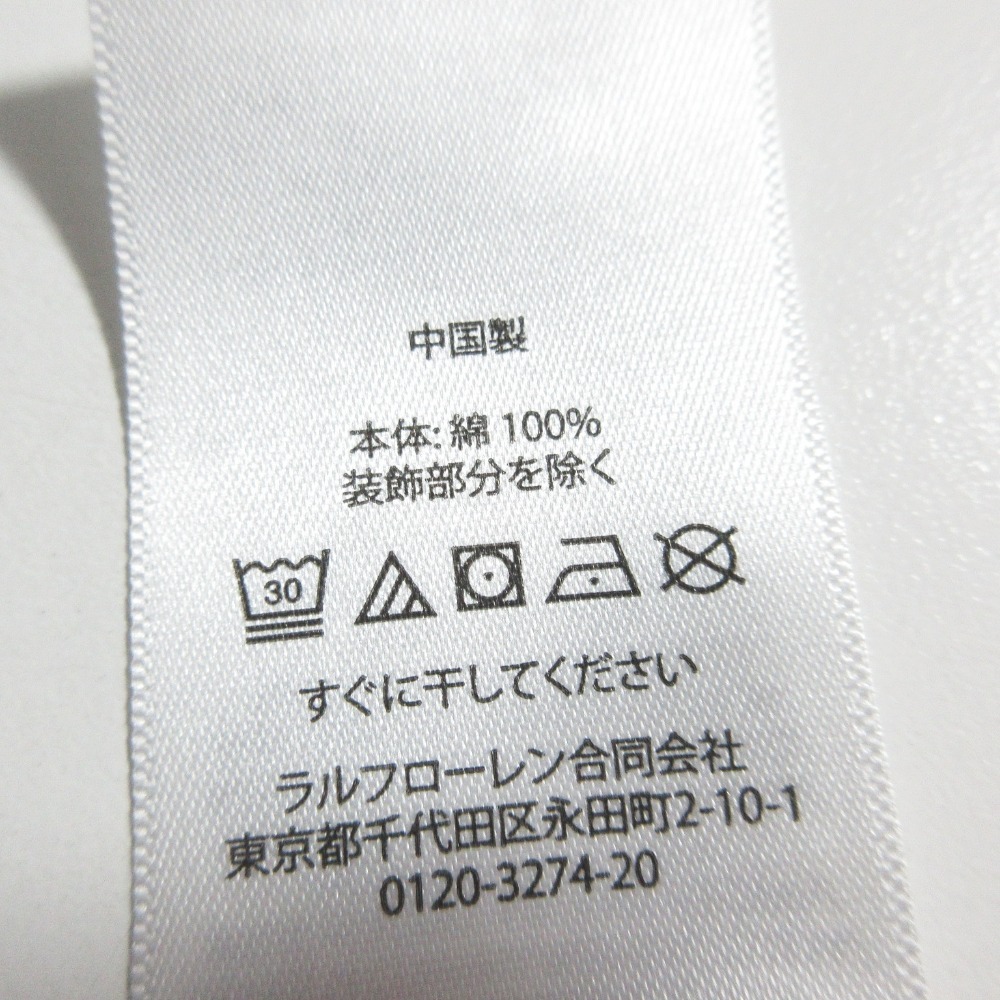 中国製
本体: 綿 100%
装飾部分を除く
30
すぐに干してください
ラルフローレン合同会社
東京都千代田区永田町2-10-1
0120-3274-20